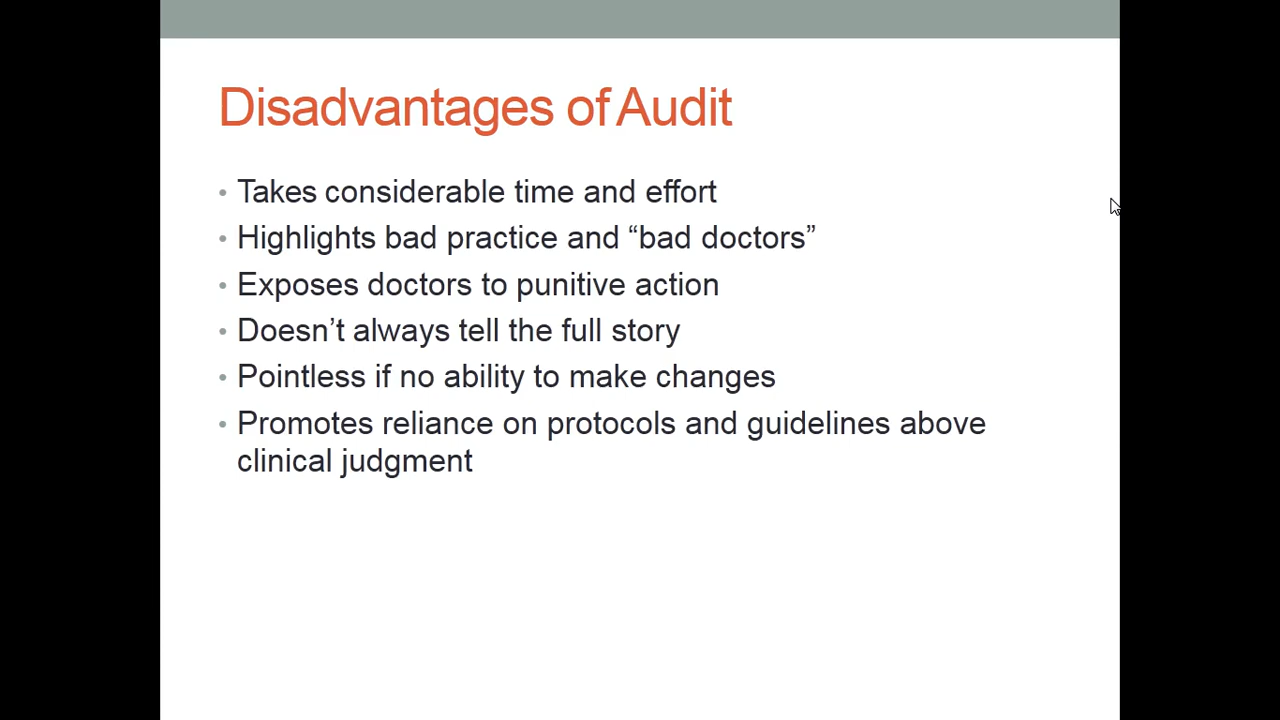 Disadvantages of Audit
• Takes considerable time and effort
• Highlights bad practice and “bad doctors”
• Exposes doctors to punitive action
• Doesn’t always tell the full story
• Pointless if no ability to make changes
• Promotes reliance on protocols and guidelines above
clinical judgment